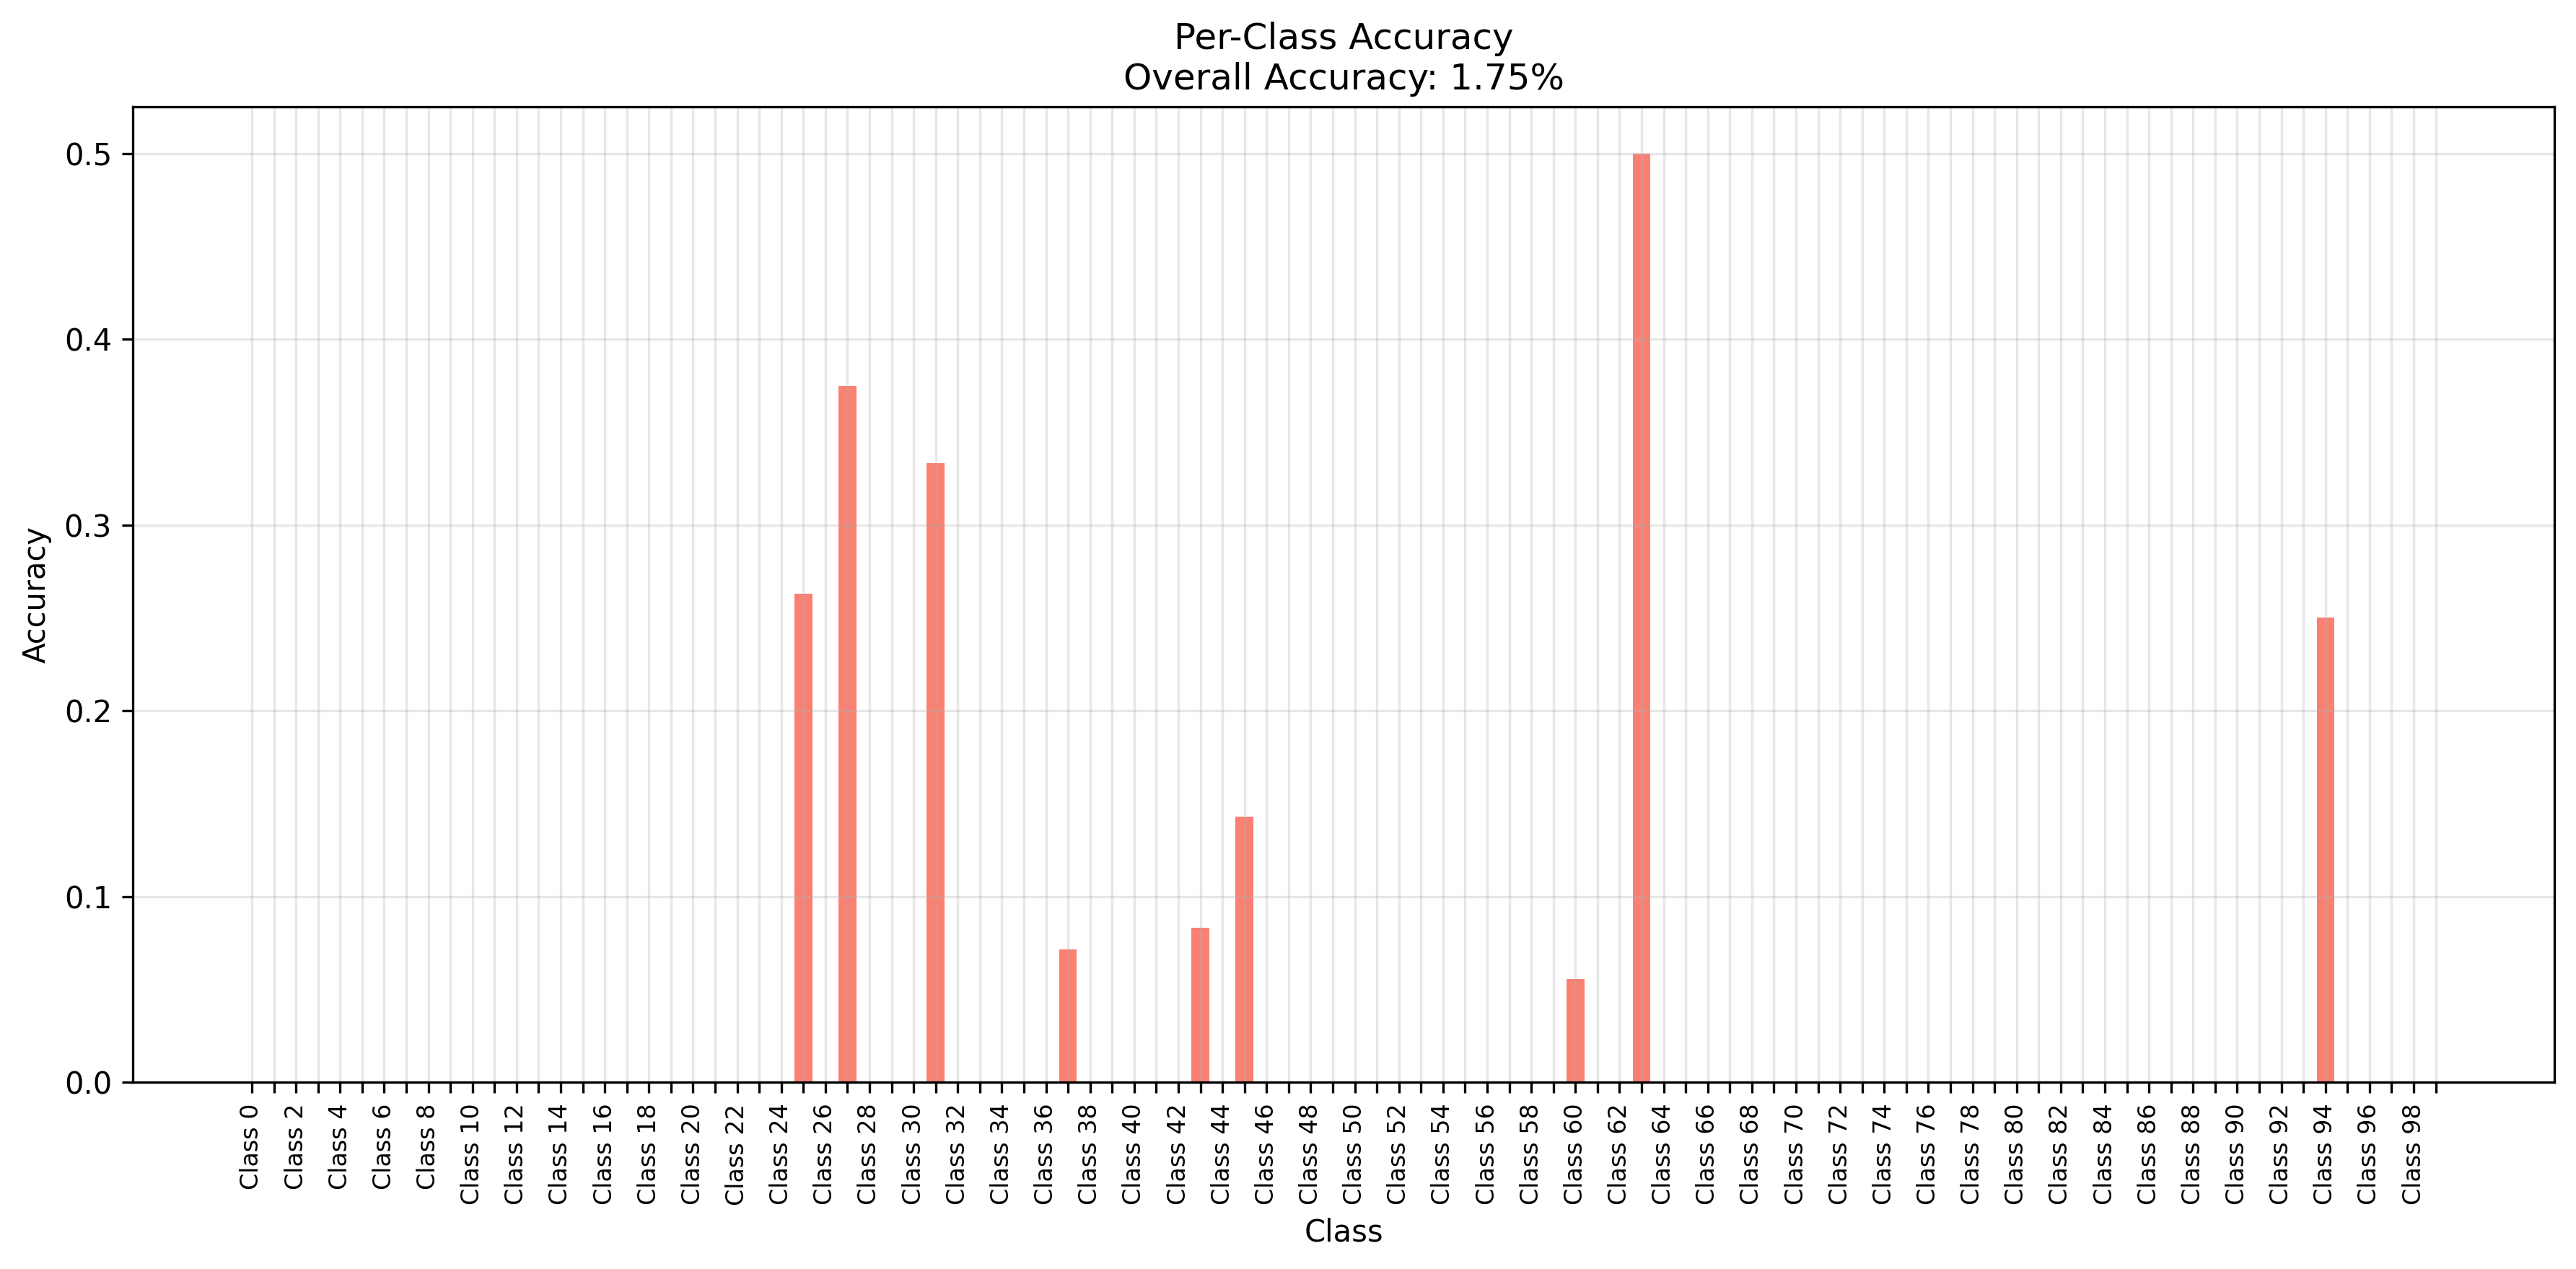 Per-Class Accuracy
Overall Accuracy: 1.75%
Accuracy
0.5
0.4
0.3
0.2
0.1
0.0
Class 0
Class 2
Class 4
Class 6
Class 8
Class 10
Class 12
Class 14
Class 16
Class 18
Class 20
Class 22
Class 24
Class 26
Class 28
Class 30
Class 32
Class 34
Class 36
Class 38
Class 40
Class 42
Class 44
Class 46
Class 48
Class 50
Class 52
Class 54
Class 56
Class 58
Class 60
Class 62
Class 64
Class 66
Class 68
Class 70
Class 72
Class 74
Class 76
Class 78
Class 80
Class 82
Class 84
Class 86
Class 88
Class 90
Class 92
Class 94
Class 96
Class 98
Class